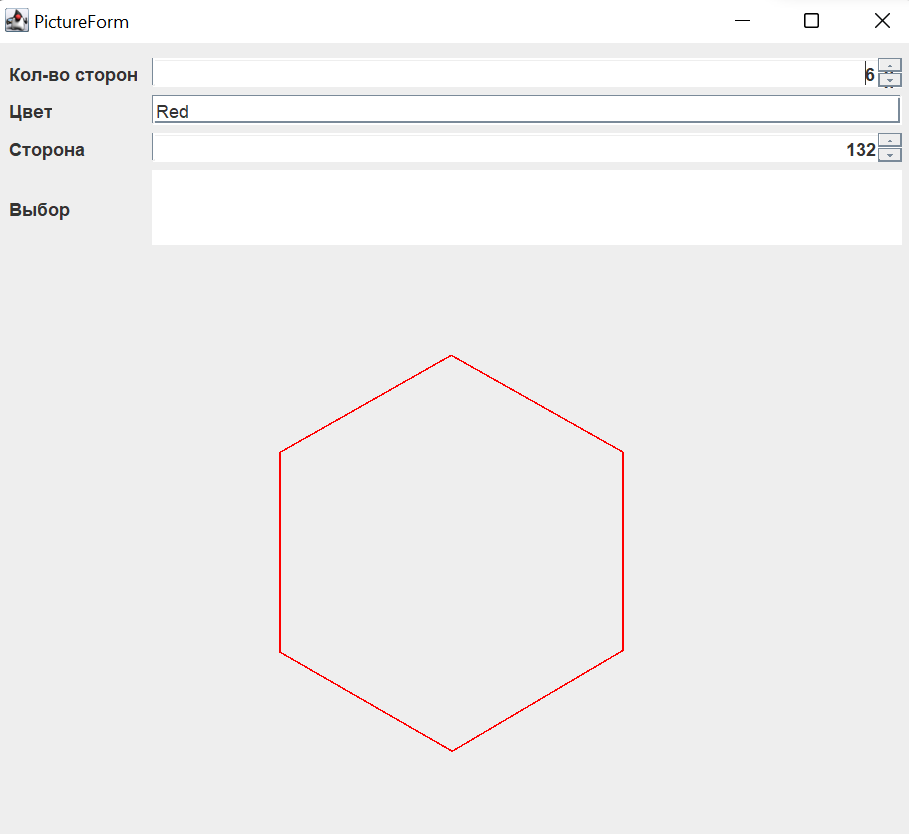 PictureForm
Кол-во сторон 6
Цвет Red
Сторона 132
Выбор